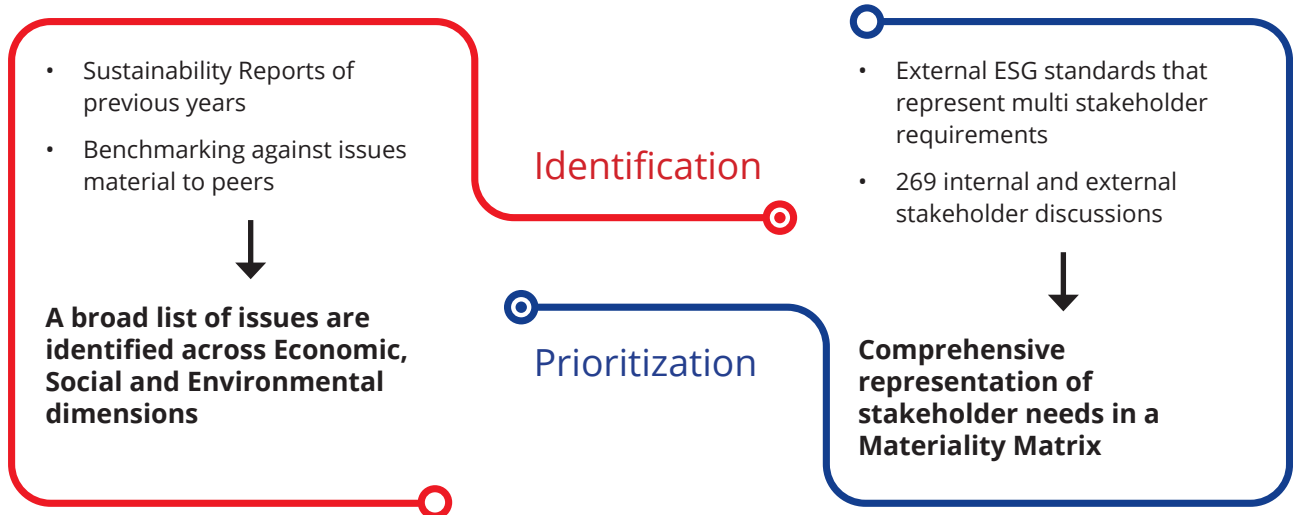 • Sustainability Reports of
previous years
• Benchmarking against issues
material to peers
A broad list of issues are
identified across Economic,
Social and Environmental
dimensions
Identification
Prioritization
• External ESG standards that
represent multi stakeholder
requirements
• 269 internal and external
stakeholder discussions
Comprehensive
representation of
stakeholder needs in a
Materiality Matrix